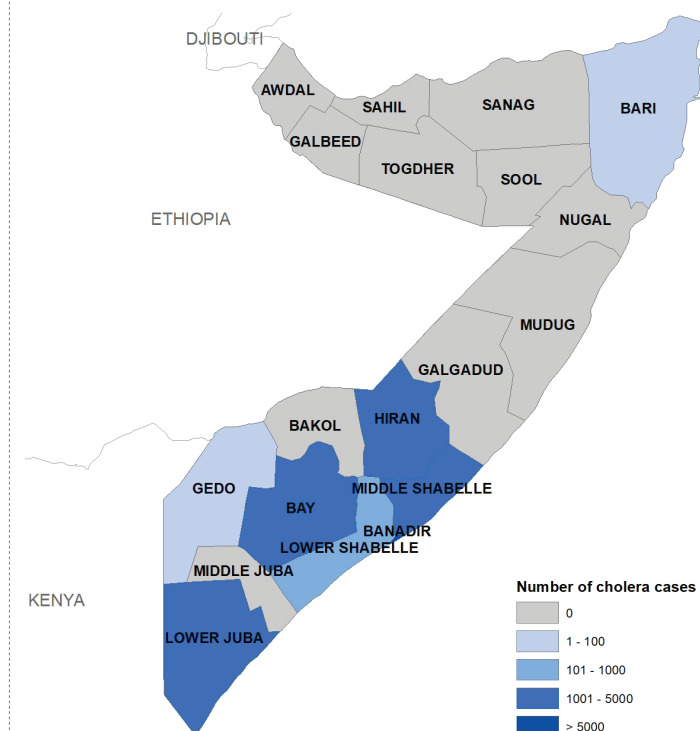 DJIBOUTI
AWDAL
SAHIL
SANAG
BARI
GALBEED
TOGDHER
SOOL
ETHIOPIA
NUGAL
MUDUG
GALGADUD
HIRAN
BAKOL
GEDO
MIDDLE SHABELLE
BAY
BANADIR
LOWER SHABELLE
MIDDLE JUBA
KENYA
LOWER JUBA
Number of cholera cases
0
1 - 100
101 - 1000
1001 - 5000
> 5000